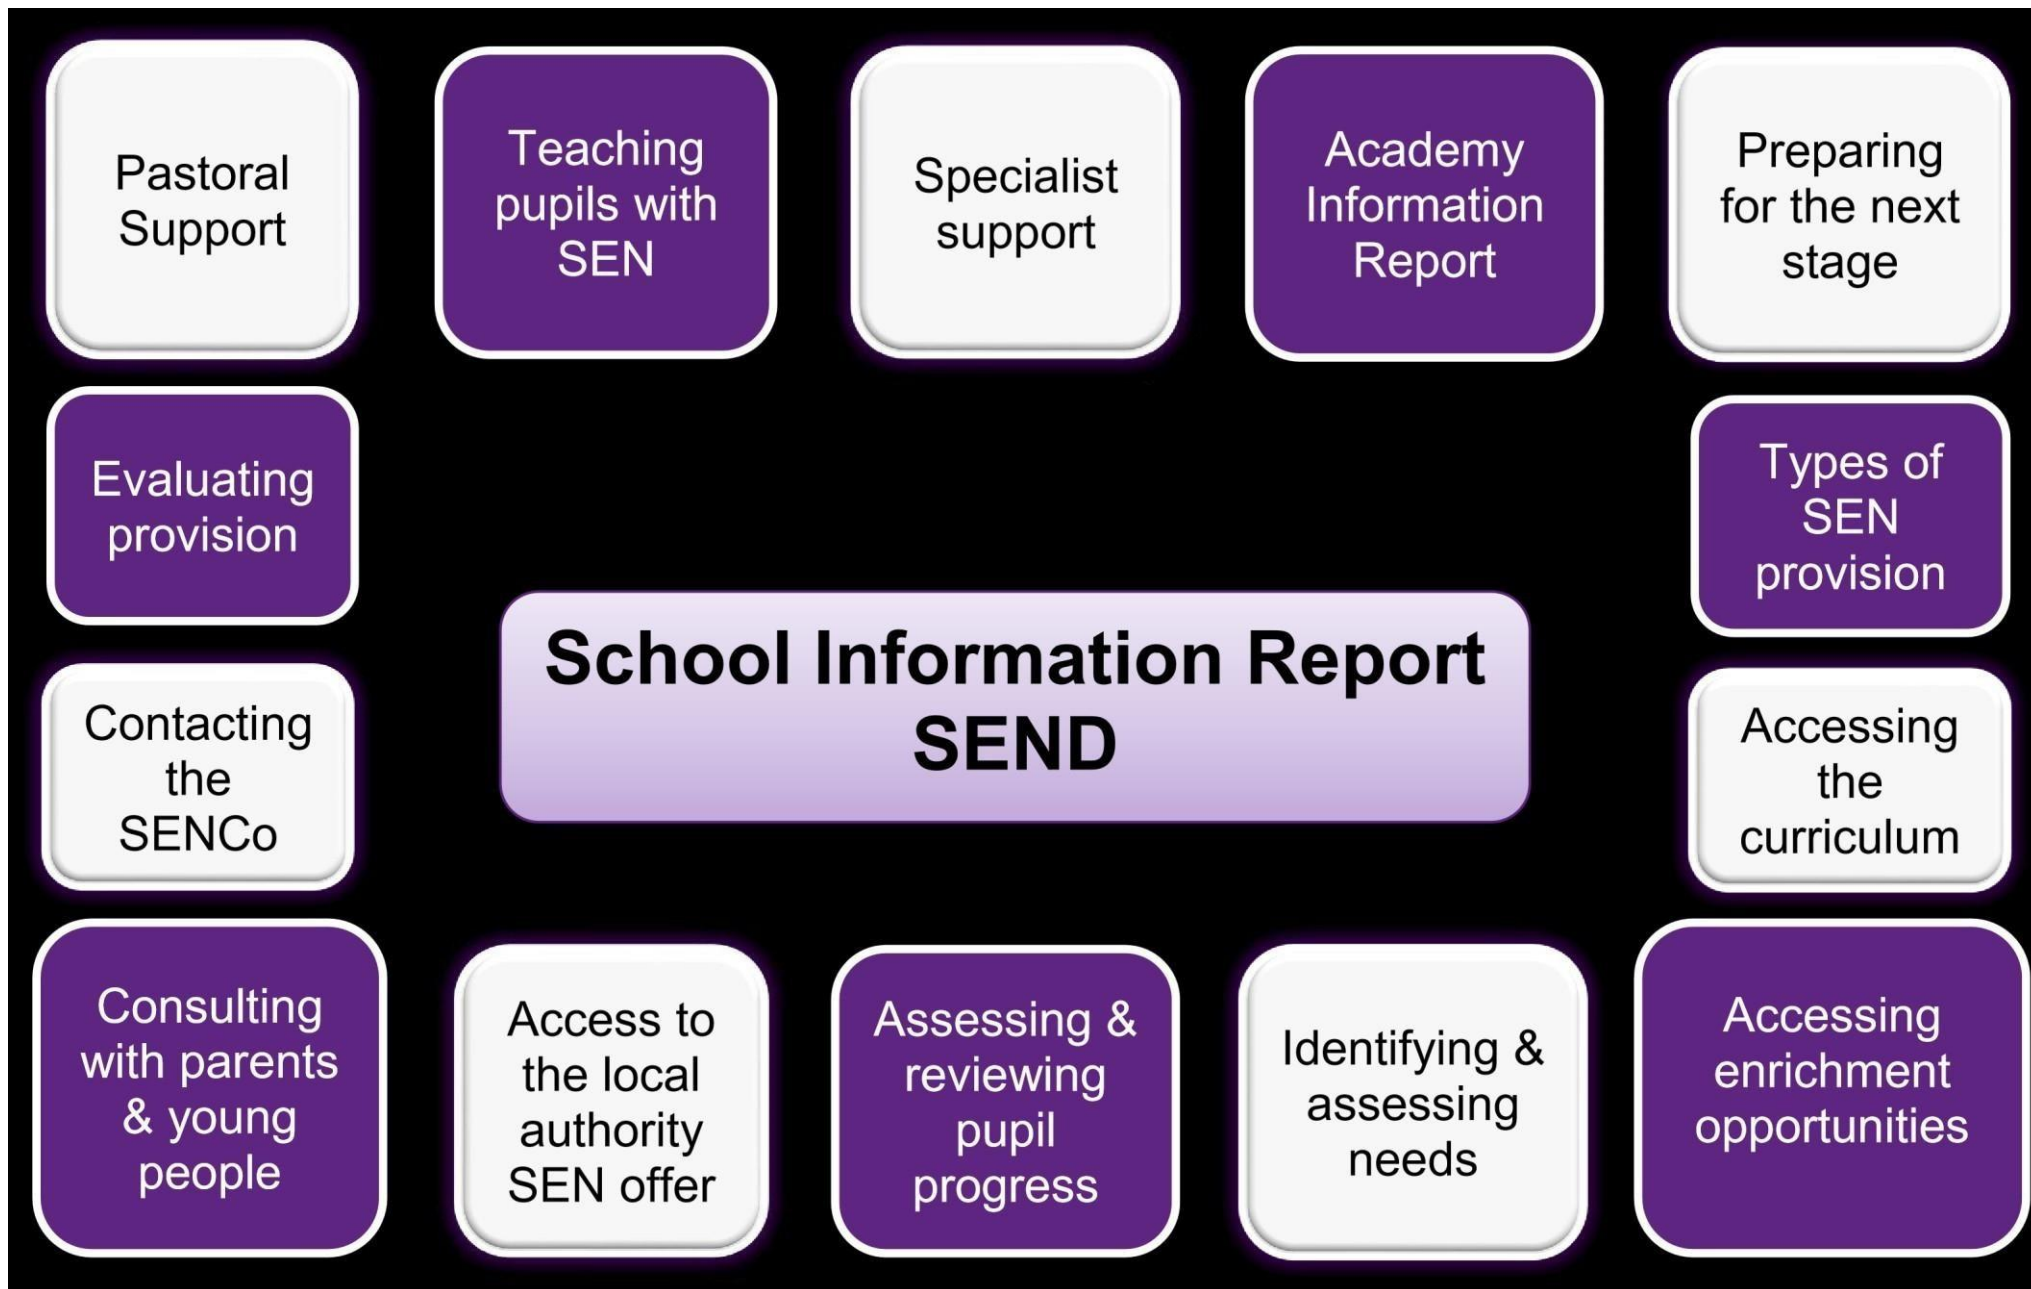 Pastoral
Support
Teaching
pupils with
SEN
Specialist
support
Academy
Information
Report
Preparing
for the next
stage
Evaluating
provision
Types of
SEN
provision
School Information Report
SEND
Contacting
the
SENCo
Accessing
the
curriculum
Consulting
with parents
& young
people
Access to
the local
authority
SEN offer
Assessing &
reviewing
pupil
progress
Identifying &
assessing
needs
Accessing
enrichment
opportunities